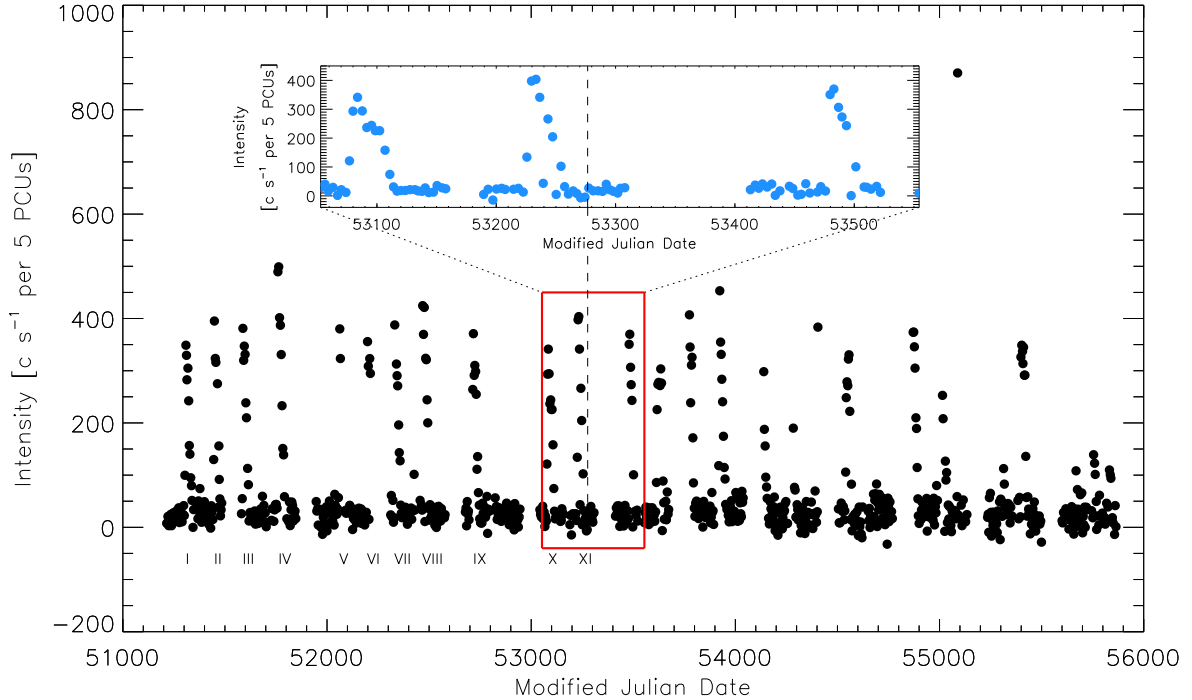 1000
800
600
400
200
0
−200
Intensity [c s−1 per 5 PCUs]
400
300
200
100
0
Intensity
[c s−1 per 5 PCUs]
53100 53200 53300 53400 53500
Modified Julian Date
I II III IV V VI VII VIII IX X XI
51000 52000 53000 54000 55000 56000
Modified Julian Date